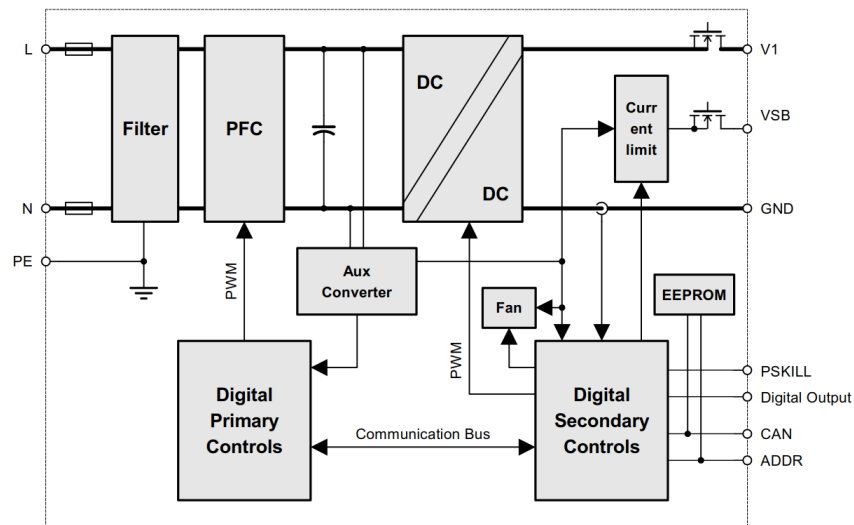 L
V1
DC
Curr
ent
limit
VSB
Filter
PFC
DC
N
GND
PE
PWM
Aux
Converter
EEPROM
Fan
PWM
Digital
Primary
Controls
Digital
Secondary
Controls
PSKILL
Digital Output
Communication Bus
CAN
ADDR